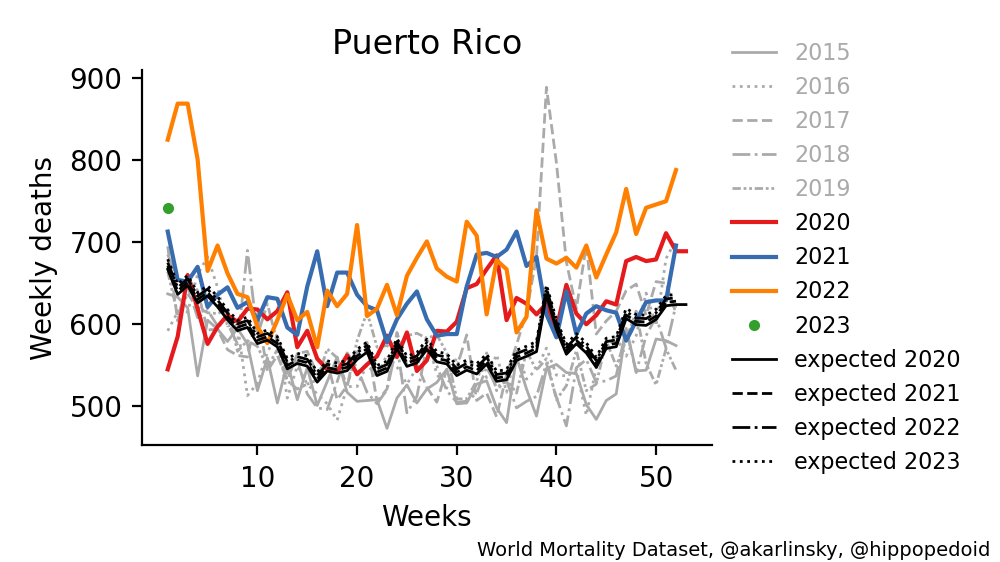 Puerto Rico
Weekly deaths
900
800
700
600
500
10 20 30 40 50
Weeks
2015
2016
2017
2018
2019
2020
2021
2022
2023
expected 2020
expected 2021
expected 2022
expected 2023
World Mortality Dataset, @akarlinsky, @hippopedoid